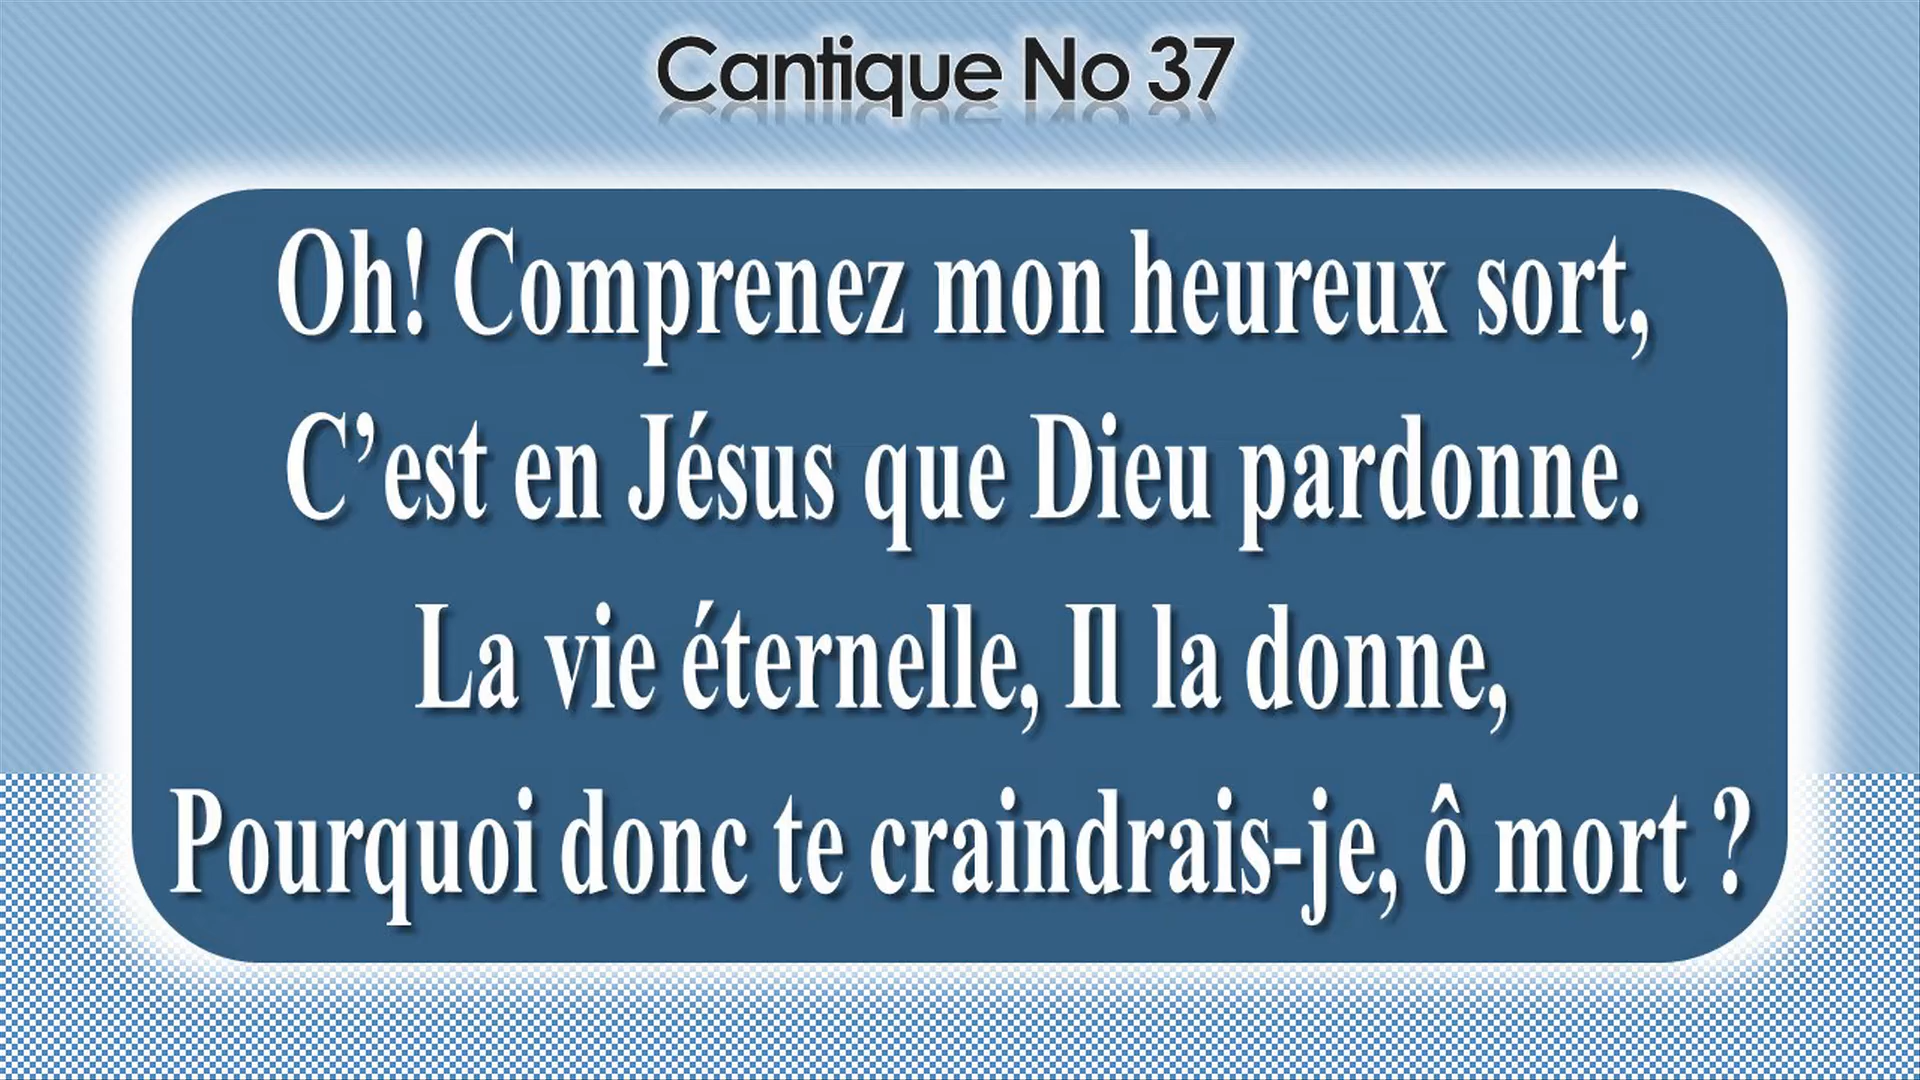 Cantique No 37
Oh! Comprenez mon heureux sort,
C’est en Jésus que Dieu pardonne.
La vie éternelle, Il la donne,
Pourquoi donc te craindrais-je, ô mort ?